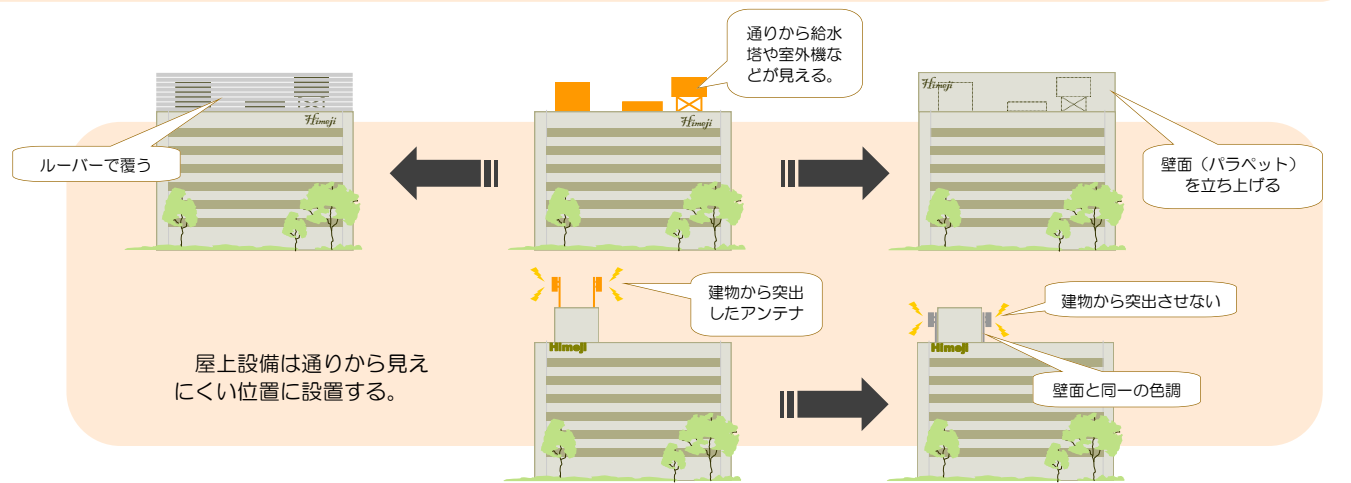 通りから給水
塔や室外機な
どが見える。
Himeji
ルーバーで覆う
Himeji
Himeji
壁面（パラペット）
を立ち上げる
建物から突出
したアンテナ
建物から突出させない
Himeji
Himeji
壁面と同一の色調
屋上設備は通りから見え
にくい位置に設置する。